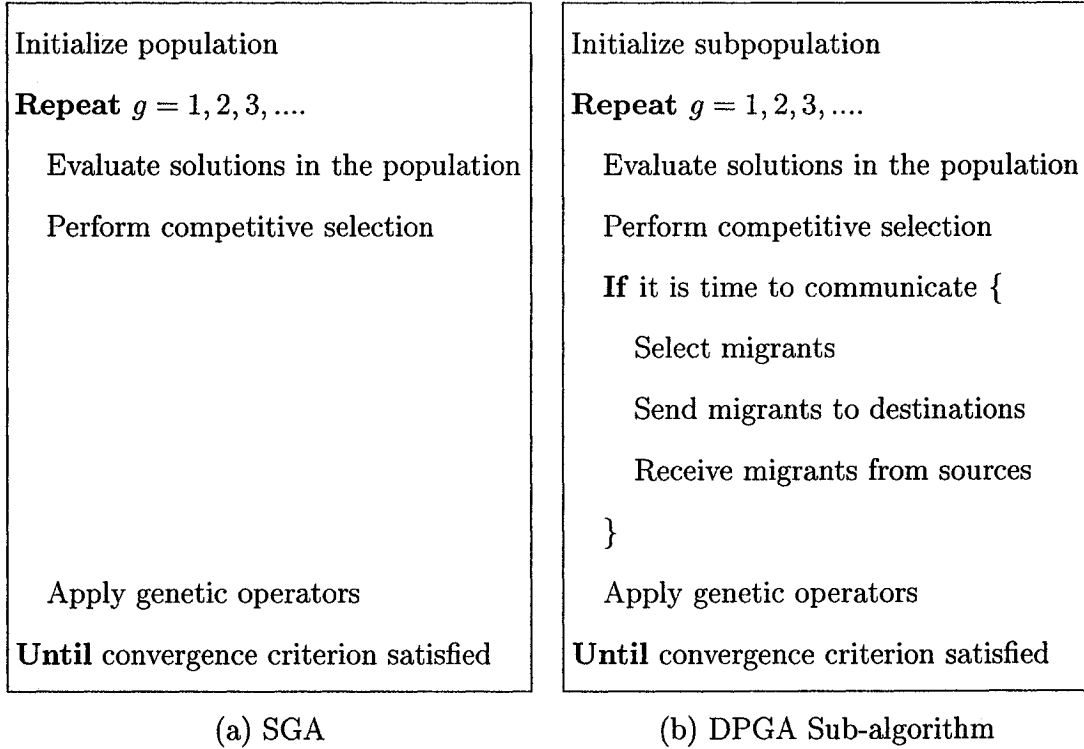 Initialize population
Repeat g = 1, 2, 3, ....
Evaluate solutions in the population
Perform competitive selection
Apply genetic operators
Until convergence criterion satisfied
(a) SGA
Initialize subpopulation
Repeat g = 1, 2, 3, ....
Evaluate solutions in the population
Perform competitive selection
If it is time to communicate {
Select migrants
Send migrants to destinations
Receive migrants from sources
}
Apply genetic operators
Until convergence criterion satisfied
(b) DPGA Sub-algorithm